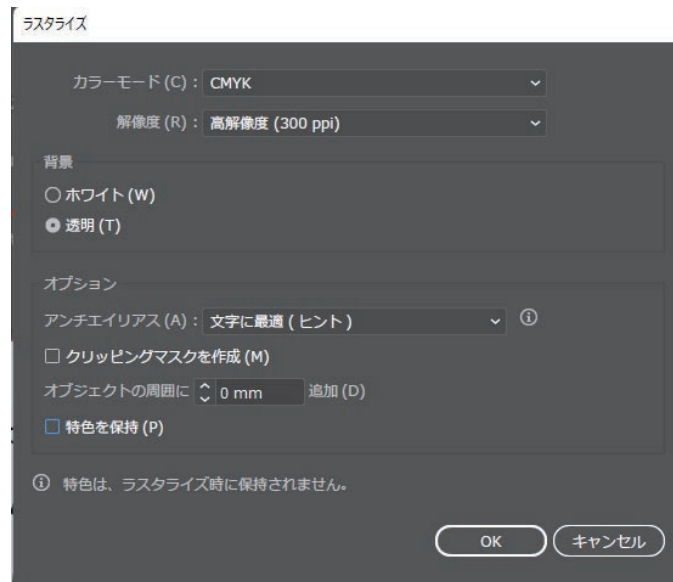 ラスタライズ
カラーモード (C) : CMYK
解像度 (R) : 高解像度 (300 ppi)
背景
ホワイト (W)
透明 (T)
オプション
アンチエイリアス (A) : 文字に最適 ( ヒント )
クリッピングマスクを作成 (M)
オブジェクトの周囲に 0 mm 追加 (D)
特色を保持 (P)
特色は、ラスタライズ時に保持されません。
OK キャンセル